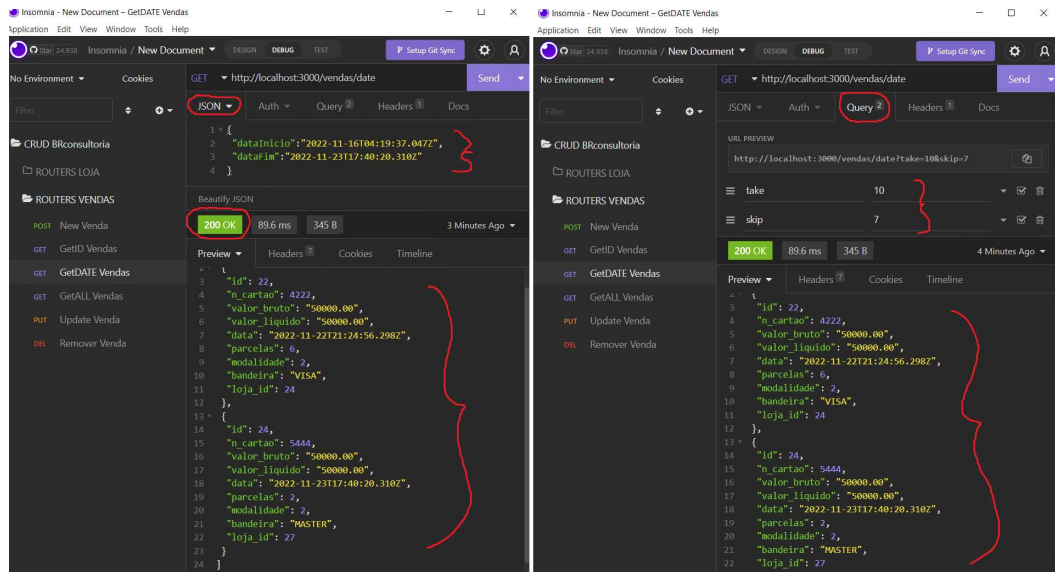 Insomnia - New Document – GetDATE Vendas
Application Edit View Window Tools Help
Star 24,938 Insomnia / New Document DESIGN DEBUG TEST Setup Git Sync
No Environment Cookies
Filter
CRUD BRconsultoria
ROUTERS LOJA
ROUTERS VENDAS
POST New Venda
GET GetID Vendas
GET GetDATE Vendas
GET GetALL Vendas
PUT Update Venda
DEL Remover Venda
GET http://localhost:3000/vendas/date Send
JSON Auth Query 2 Headers 1 Docs
1 {
2 "dataInicio":"2022-11-16T04:19:37.047Z",
3 "dataFim":"2022-11-23T17:40:20.310Z"
4 }
Beautify JSON
200 OK 89.6 ms 345 B 3 Minutes Ago
Preview Headers 7 Cookies Timeline
2 {
3 "id": 22,
4 "n_cartao": 4222,
5 "valor_bruto": "50000.00",
6 "valor_liquido": "50000.00",
7 "data": "2022-11-22T21:24:56.298Z",
8 "parcelas": 6,
9 "modalidade": 2,
10 "bandeira": "VISA",
11 "loja_id": 24
12 },
13 {
14 "id": 24,
15 "n_cartao": 5444,
16 "valor_bruto": "50000.00",
17 "valor_liquido": "50000.00",
18 "data": "2022-11-23T17:40:20.310Z",
19 "parcelas": 2,
20 "modalidade": 2,
21 "bandeira": "MASTER",
22 "loja_id": 27
23 }
24 ]
Insomnia - New Document – GetDATE Vendas
Application Edit View Window Tools Help
Star 24,938 Insomnia / New Document DESIGN DEBUG TEST Setup Git Sync
No Environment Cookies
Filter
CRUD BRconsultoria
ROUTERS LOJA
ROUTERS VENDAS
POST New Venda
GET GetID Vendas
GET GetDATE Vendas
GET GetALL Vendas
PUT Update Venda
DEL Remover Venda
GET http://localhost:3000/vendas/date Send
JSON Auth Query 2 Headers 1 Docs
URL PREVIEW
http://localhost:3000/vendas/date?take=10&skip=7
take 10
skip 7
200 OK 89.6 ms 345 B 4 Minutes Ago
Preview Headers 7 Cookies Timeline
2 {
3 "id": 22,
4 "n_cartao": 4222,
5 "valor_bruto": "50000.00",
6 "valor_liquido": "50000.00",
7 "data": "2022-11-22T21:24:56.298Z",
8 "parcelas": 6,
9 "modalidade": 2,
10 "bandeira": "VISA",
11 "loja_id": 24
12 },
13 {
14 "id": 24,
15 "n_cartao": 5444,
16 "valor_bruto": "50000.00",
17 "valor_liquido": "50000.00",
18 "data": "2022-11-23T17:40:20.310Z",
19 "parcelas": 2,
20 "modalidade": 2,
21 "bandeira": "MASTER",
22 "loja_id": 27